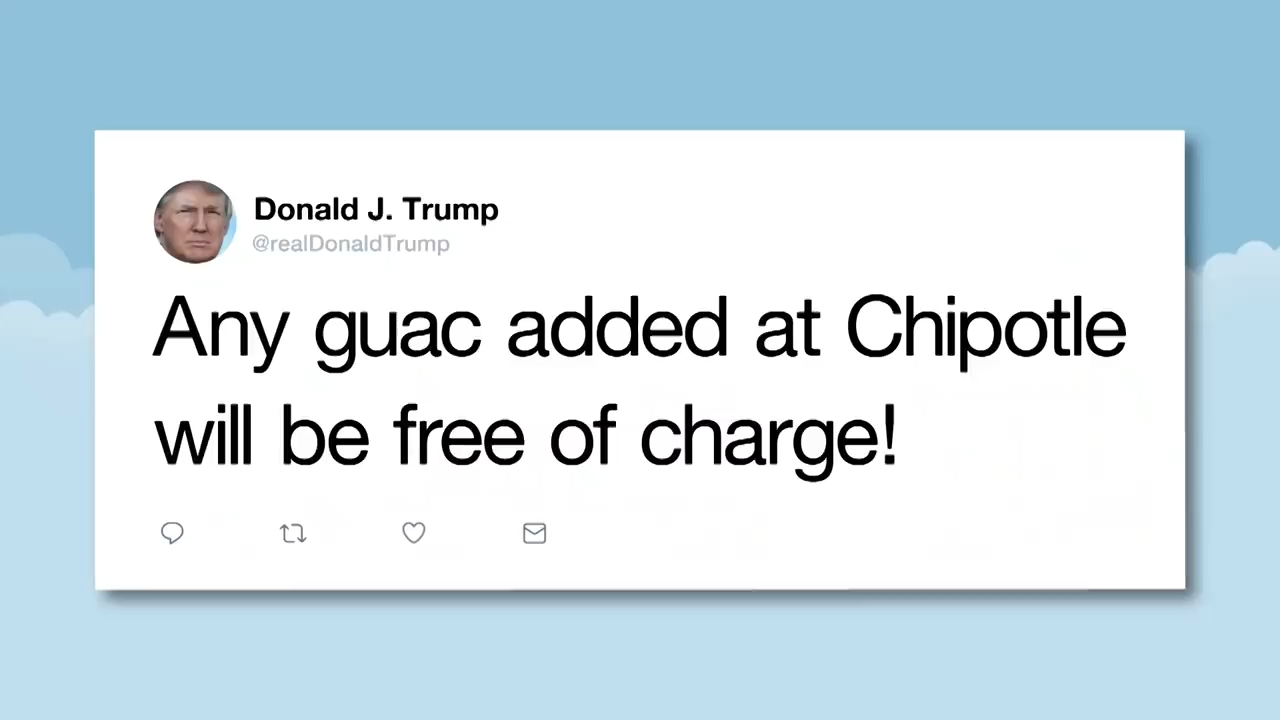 Donald J. Trump
@realDonaldTrump
Any guac added at Chipotle
will be free of charge!